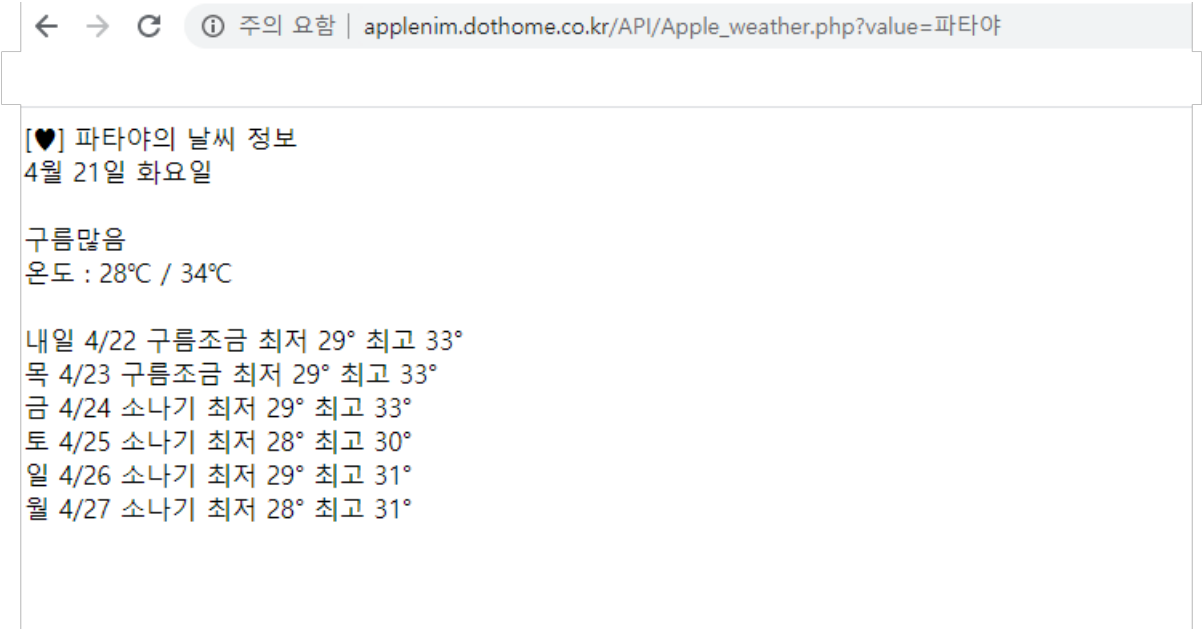 주의 요함 | applenim.dothome.co.kr/API/Apple_weather.php?value=파타야
[♥] 파타야의 날씨 정보
4월 21일 화요일
구름많음
온도 : 28℃ / 34℃
내일 4/22 구름조금 최저 29° 최고 33°
목 4/23 구름조금 최저 29° 최고 33°
금 4/24 소나기 최저 29° 최고 33°
토 4/25 소나기 최저 28° 최고 30°
일 4/26 소나기 최저 29° 최고 31°
월 4/27 소나기 최저 28° 최고 31°